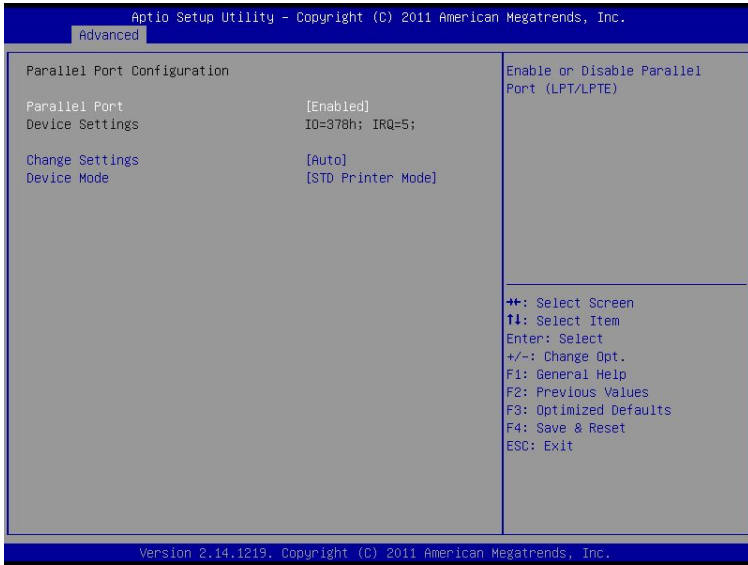 Aptio Setup Utility - Copyright (C) 2011 American Megatrends, Inc.
Advanced
Parallel Port Configuration
Parallel Port [Enabled]
Device Settings IO=378h; IRQ=5;
Change Settings [Auto]
Device Mode [STD Printer Mode]
Enable or Disable Parallel
Port (LPT/LPTE)
→←: Select Screen
↑↓: Select Item
Enter: Select
+/-: Change Opt.
F1: General Help
F2: Previous Values
F3: Optimized Defaults
F4: Save & Reset
ESC: Exit
Version 2.14.1219. Copyright (C) 2011 American Megatrends, Inc.